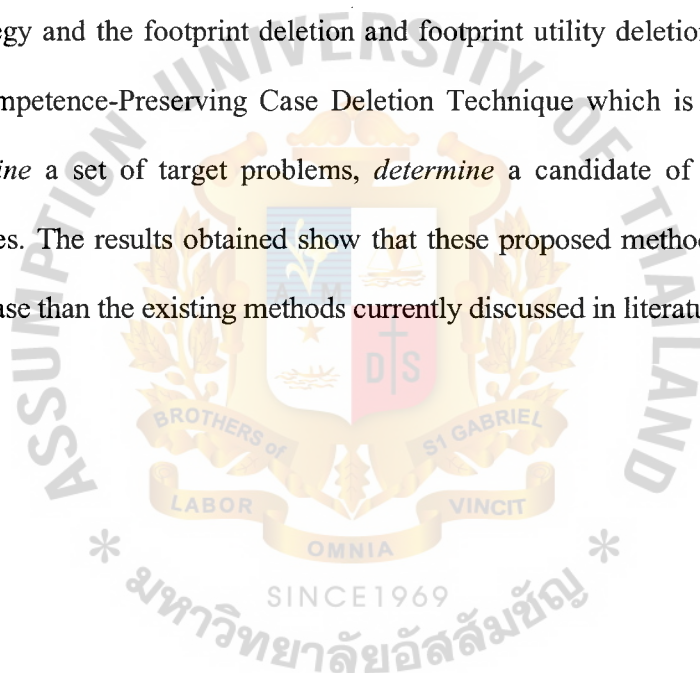 egy and the footprint deletion and footprint utility deletion
mpetence-Preserving Case Deletion Technique which is
ine a set of target problems, determine a candidate of
es. The results obtained show that these proposed method
ase than the existing methods currently discussed in literatu
ASSUMPTION UNIVERSITY OF THAILAND
A M
D S
BROTHERS of
S1 GABRIEL
LABOR
VINCIT
OMNIA
SINCE1969
* มหาวิทยาลัยอัสสัมชัญ *